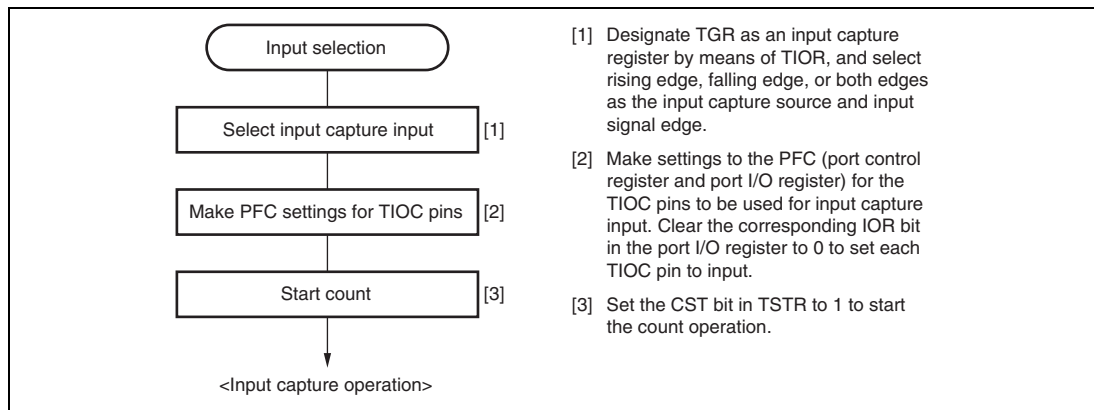 Input selection
Select input capture input [1]
Make PFC settings for TIOC pins [2]
Start count [3]
<Input capture operation>
[1] Designate TGR as an input capture
register by means of TIOR, and select
rising edge, falling edge, or both edges
as the input capture source and input
signal edge.
[2] Make settings to the PFC (port control
register and port I/O register) for the
TIOC pins to be used for input capture
input. Clear the corresponding IOR bit
in the port I/O register to 0 to set each
TIOC pin to input.
[3] Set the CST bit in TSTR to 1 to start
the count operation.